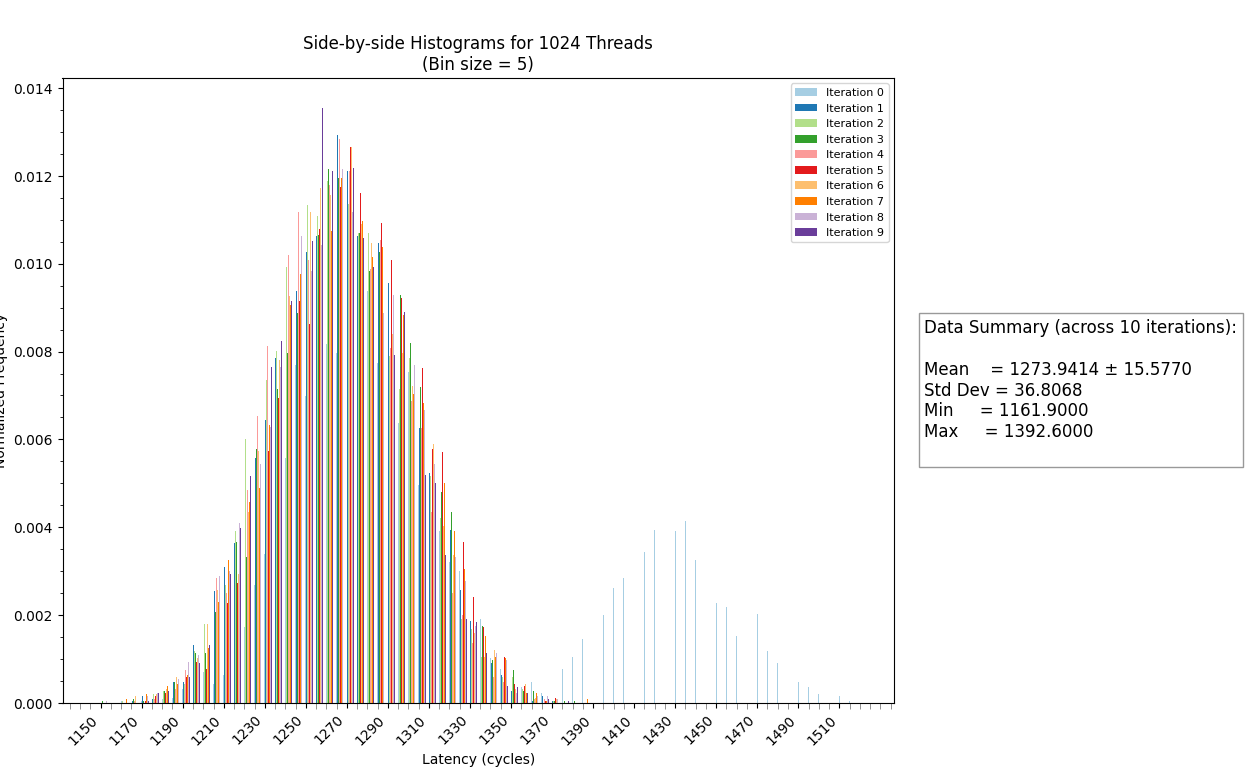 Side-by-side Histograms for 1024 Threads
(Bin size = 5)
0.014
0.012
0.010
0.008
0.006
0.004
0.002
0.000
Normalized Frequency
Iteration 0
Iteration 1
Iteration 2
Iteration 3
Iteration 4
Iteration 5
Iteration 6
Iteration 7
Iteration 8
Iteration 9
Data Summary (across 10 iterations):
Mean = 1273.9414 ± 15.5770
Std Dev = 36.8068
Min = 1161.9000
Max = 1392.6000
1150 1170 1190 1210 1230 1250 1270 1290 1310 1330 1350 1370 1390 1410 1430 1450 1470 1490 1510
Latency (cycles)